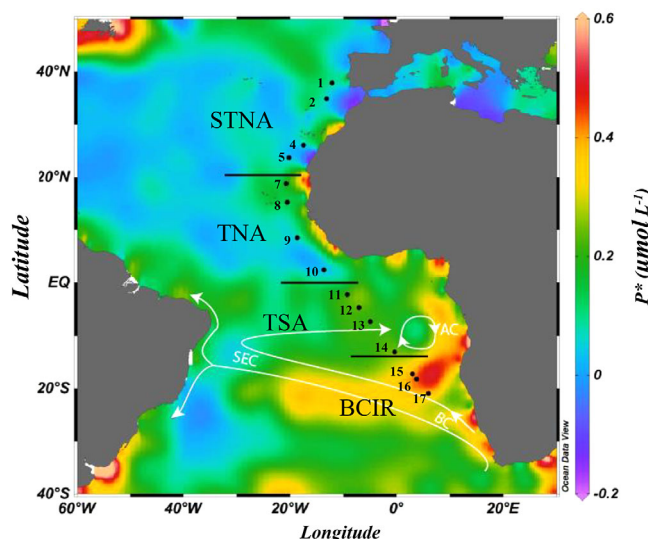 0.6
40°N
1
2
STNA
4
5
0.4
20°N
7
8
TNA
9
10
EQ
0.2
11
12
TSA
13
AC
14
SEC
15
16
0
20°S
17
BCIR
BC
40°S
-0.2
60°W
40°W
20°W
0°
20°E
Latitude
Longitude
Ocean Data View
P* (μmol L⁻¹)